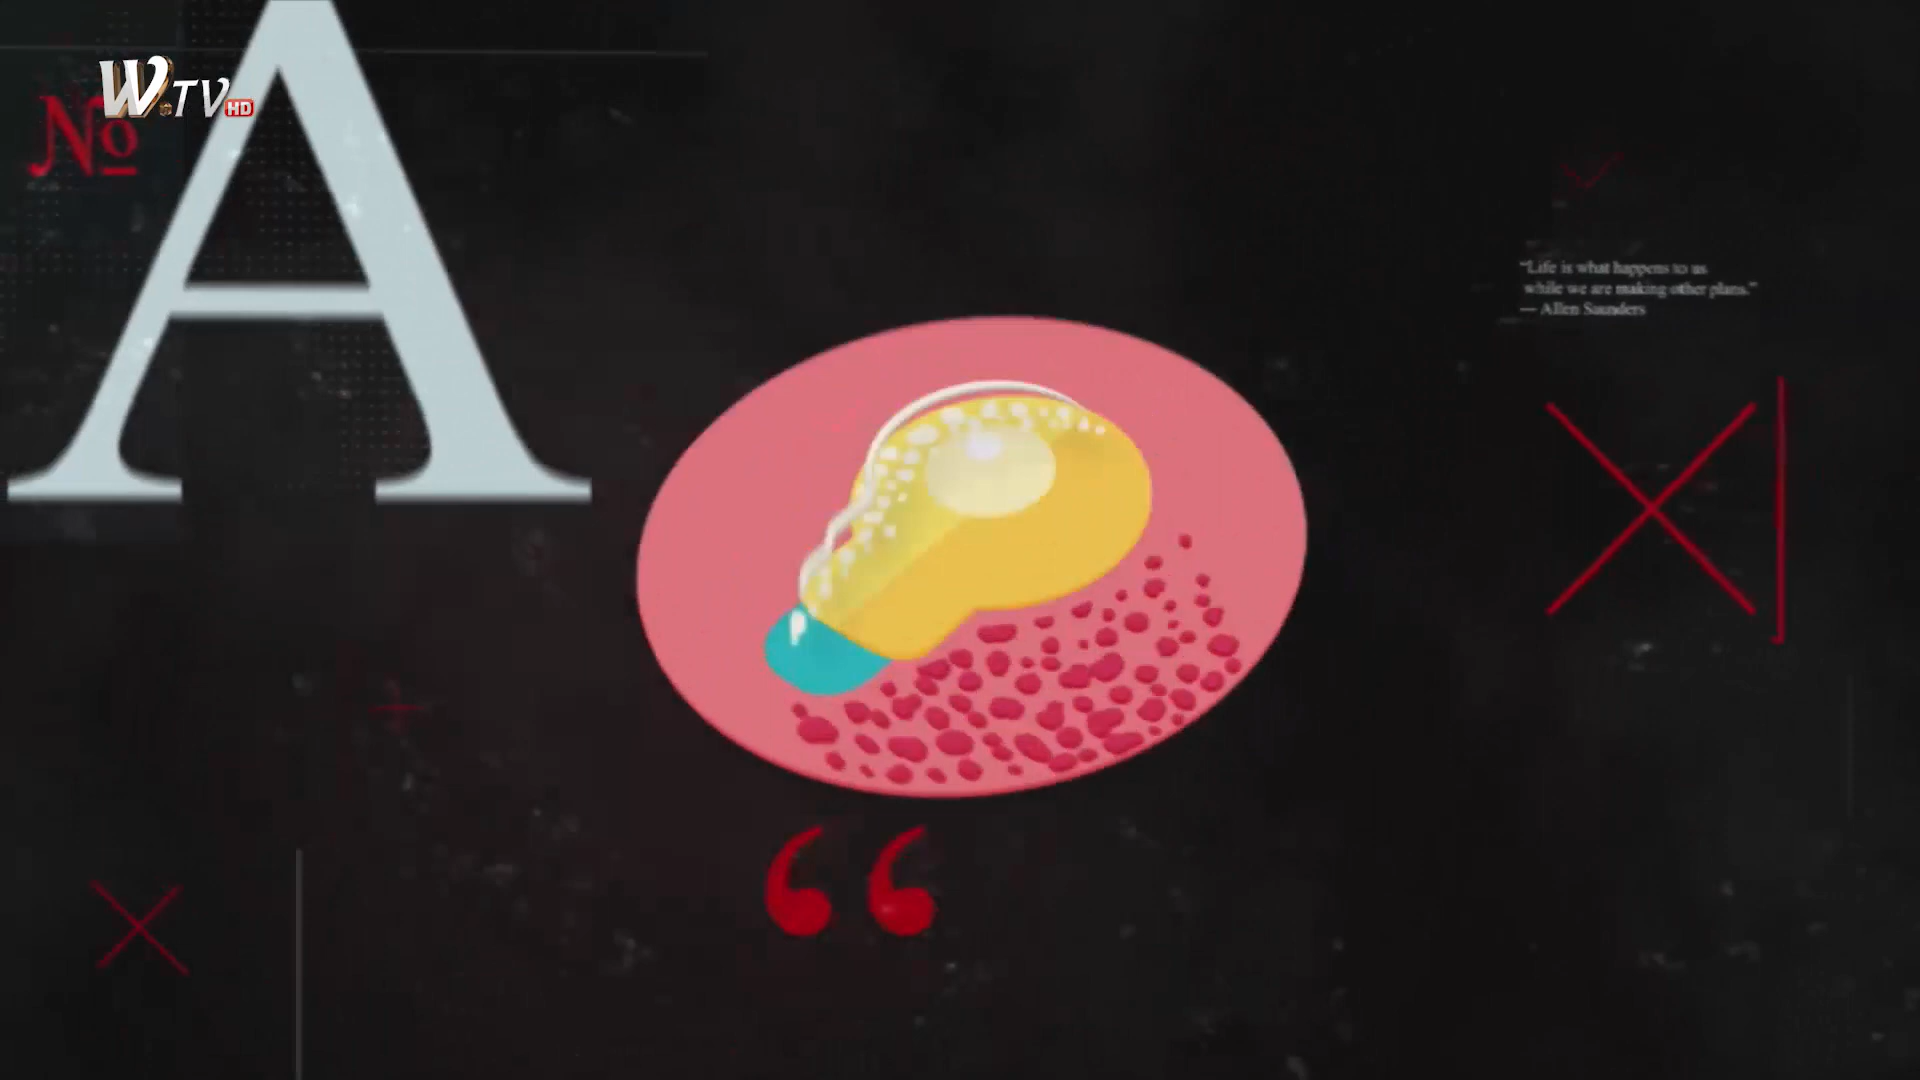 A
W.TV HD
№
“Life is what happens to us
while we are making other plans.”
— Allen Saunders
“